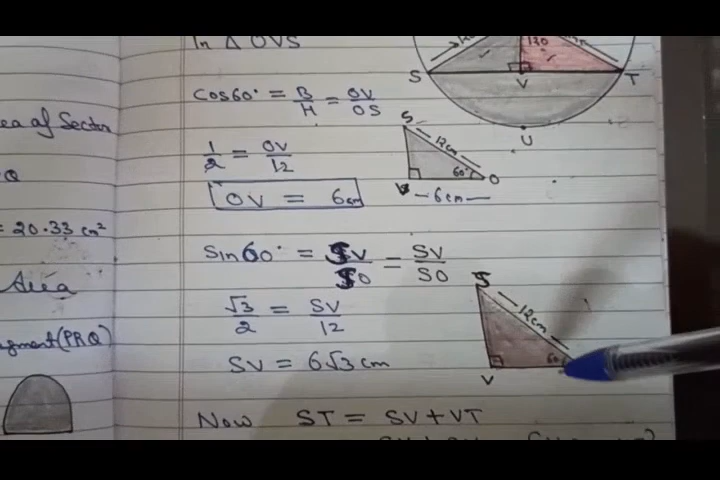 In Δ OVS
120
S
V
T
U
Cos60° = B/H = OV/OS
1/2 = OV/12
OV = 6cm
S
12cm
60°
O
V
6cm
ea of Sector
Q
= 20.33 cm²
Area
egment (PRQ)
Sin60° = SV/SO = SV/SO
√3/2 = SV/12
SV = 6√3 cm
S
12cm
60
V
Now ST = SV + VT